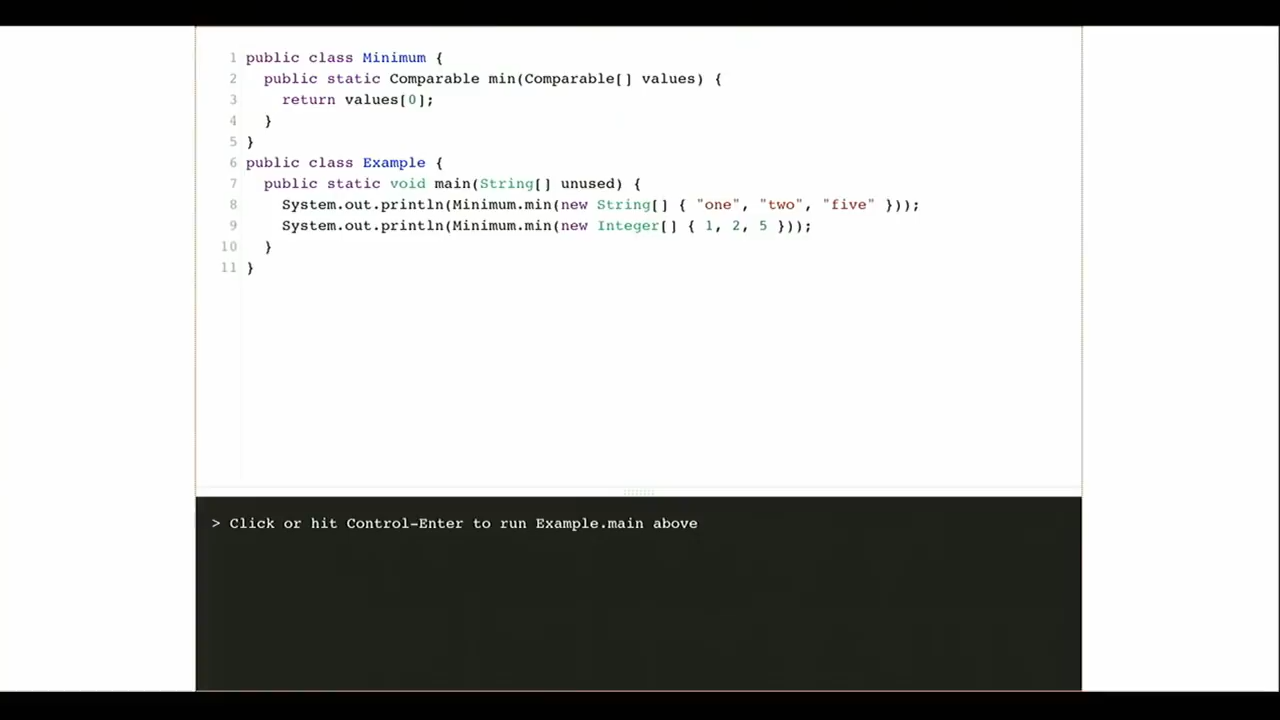 1 public class Minimum {
2 public static Comparable min(Comparable[] values) {
3 return values[0];
4 }
5 }
6 public class Example {
7 public static void main(String[] unused) {
8 System.out.println(Minimum.min(new String[] { "one", "two", "five" }));
9 System.out.println(Minimum.min(new Integer[] { 1, 2, 5 }));
10 }
11 }
> Click or hit Control-Enter to run Example.main above